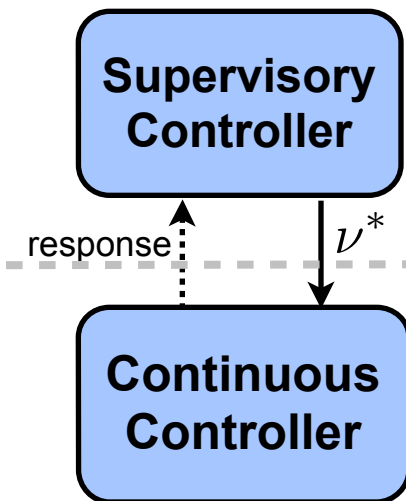 Supervisory
Controller
response
ν*
Continuous
Controller